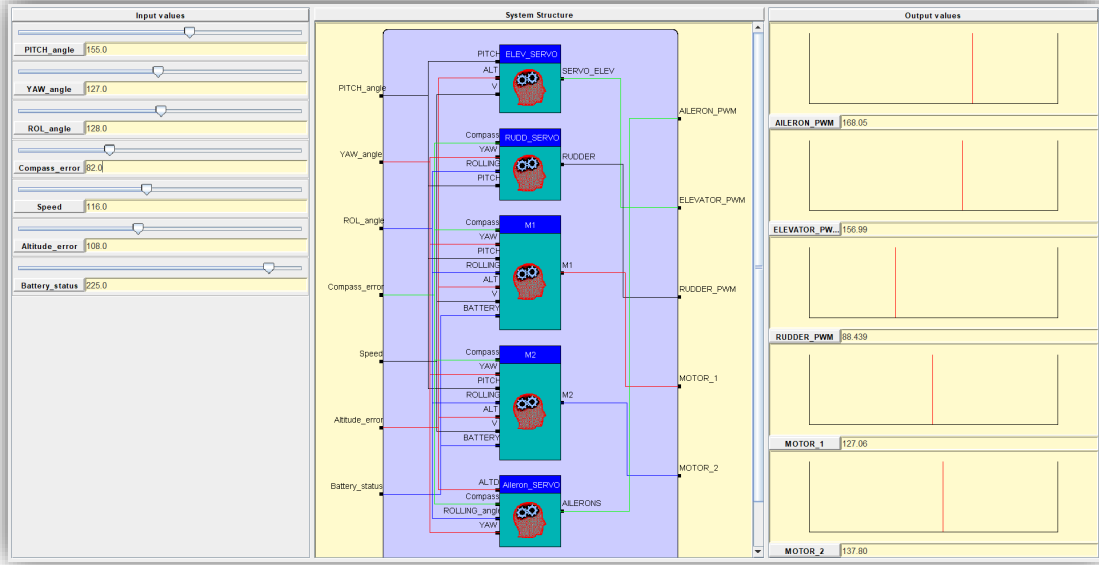 Input values
PITCH_angle 155.0
YAW_angle 127.0
ROL_angle 128.0
Compass_error 82.0
Speed 116.0
Altitude_error 108.0
Battery_status 225.0
System Structure
PITCH_angle
YAW_angle
ROL_angle
Compass_error
Speed
Altitude_error
Battery_status
ELEV_SERVO
PITCH
ALT
V
SERVO_ELEV
RUDD_SERVO
Compass
YAW
ROLLING
PITCH
RUDDER
M1
Compass
YAW
PITCH
ROLLING
ALT
V
BATTERY
M1
M2
Compass
YAW
PITCH
ROLLING
ALT
V
BATTERY
M2
Aileron_SERVO
ALTD
Compass
ROLLING_angl
YAW
AILERONS
AILERON_PWM
ELEVATOR_PWM
RUDDER_PWM
MOTOR_1
MOTOR_2
Output values
AILERON_PWM 168.05
ELEVATOR_PW... 156.99
RUDDER_PWM 88.439
MOTOR_1 127.06
MOTOR_2 137.80